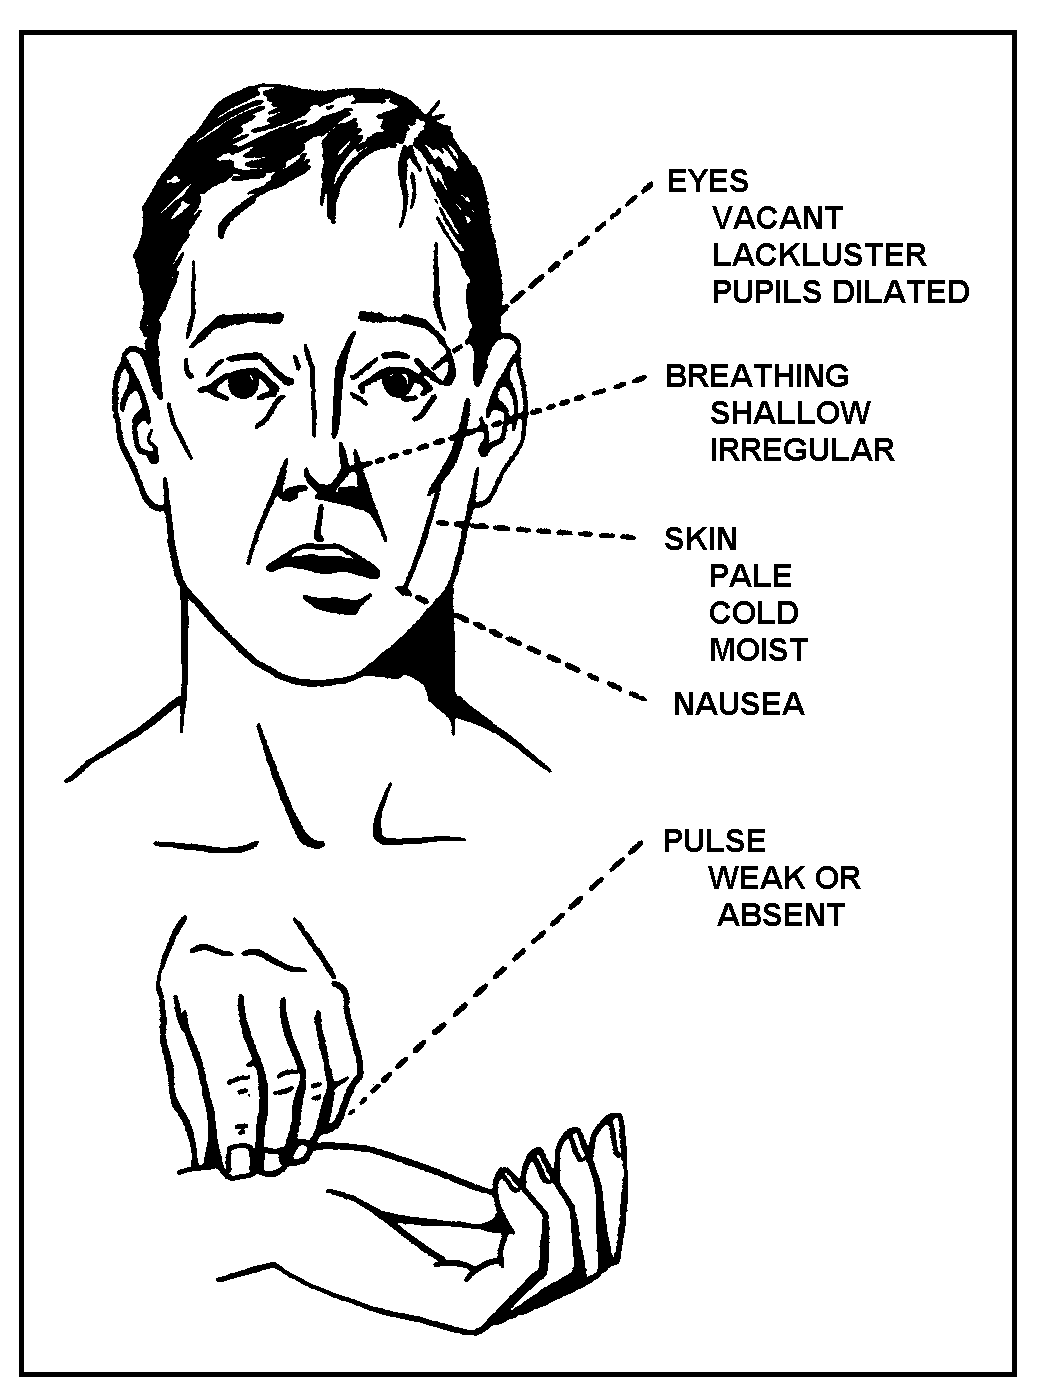 EYES
VACANT
LACKLUSTER
PUPILS DILATED
BREATHING
SHALLOW
IRREGULAR
SKIN
PALE
COLD
MOIST
NAUSEA
PULSE
WEAK OR
ABSENT